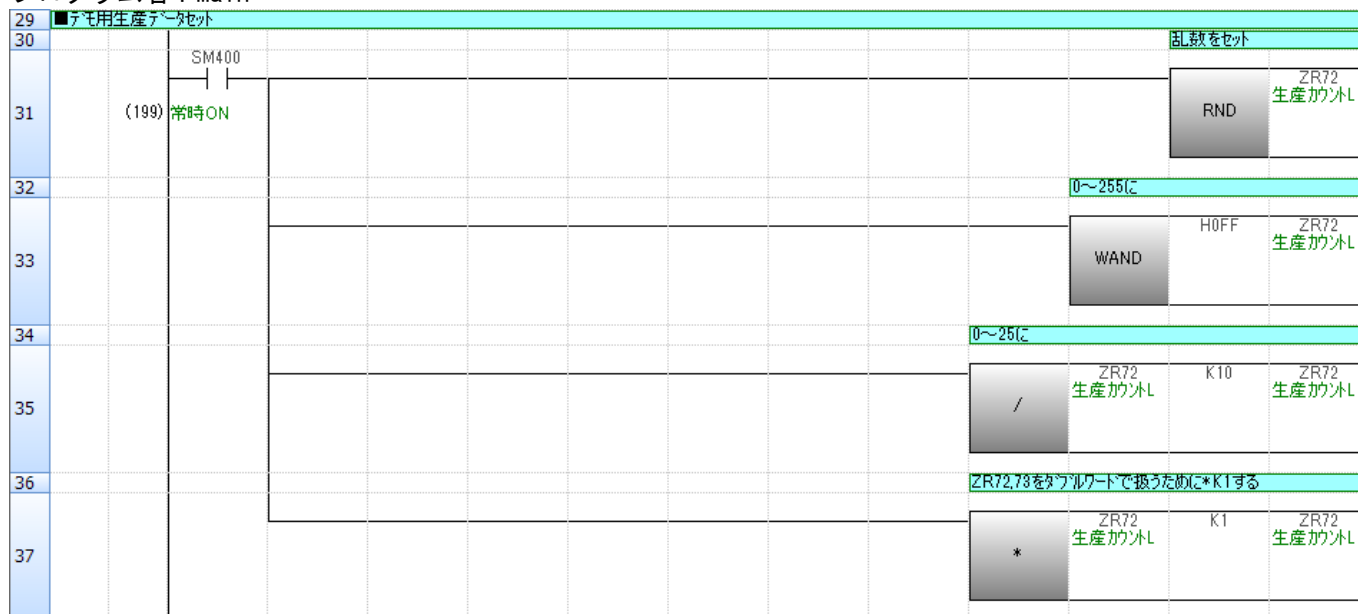 29 ■デモ用生産データセット
30 乱数をセット
SM400
ZR72
31 (199) 常時ON RND 生産カウントL
32 0～255に
H0FF ZR72
33 WAND 生産カウントL
34 0～25に
ZR72 K10 ZR72
35 / 生産カウントL 生産カウントL
36 ZR72,73をダブルワードで扱うために*K1する
ZR72 K1 ZR72
37 * 生産カウントL 生産カウントL